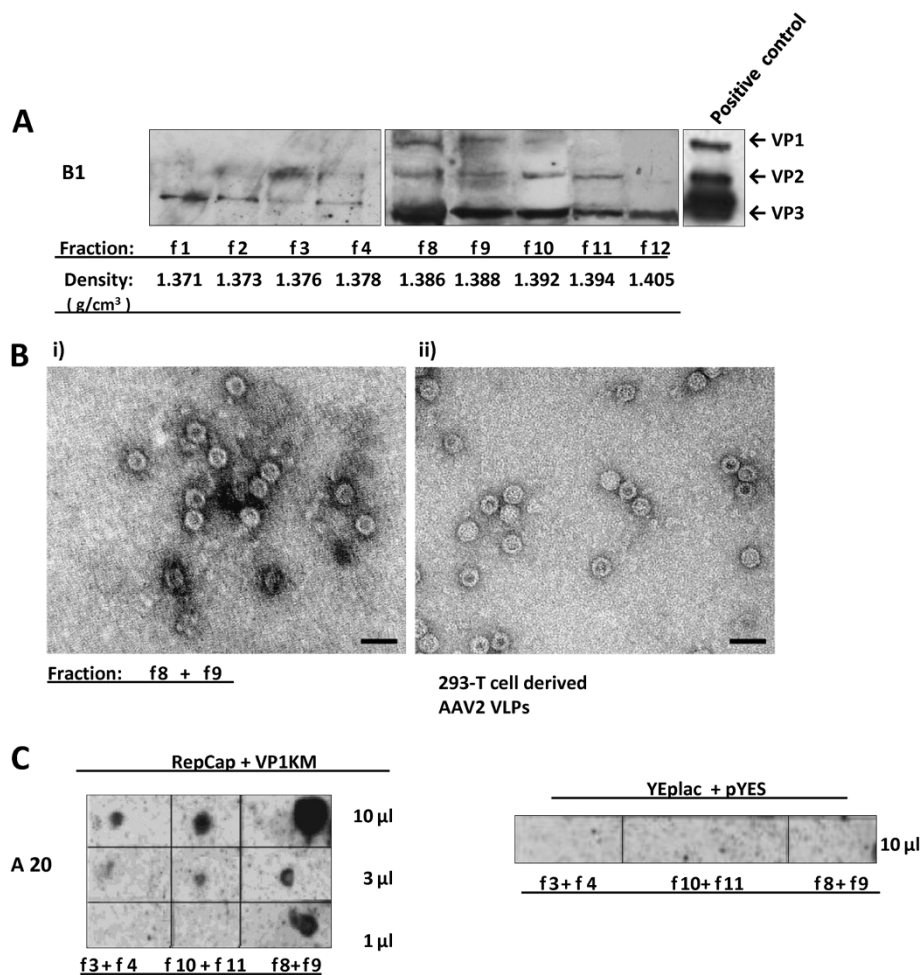 Positive control
A
B1
← VP1
← VP2
← VP3
Fraction: f 1 f 2 f 3 f 4 f 8 f 9 f 10 f 11 f 12
Density: 1.371 1.373 1.376 1.378 1.386 1.388 1.392 1.394 1.405
( g/cm³ )
B i) ii)
Fraction: f8 + f9
293-T cell derived
AAV2 VLPs
C
RepCap + VP1KM
A 20
10 µl
3 µl
1 µl
f3 + f 4 f 10 + f 11 f8+f9
YEplac + pYES
10 µl
f3+ f 4 f10+ f11 f8+ f9